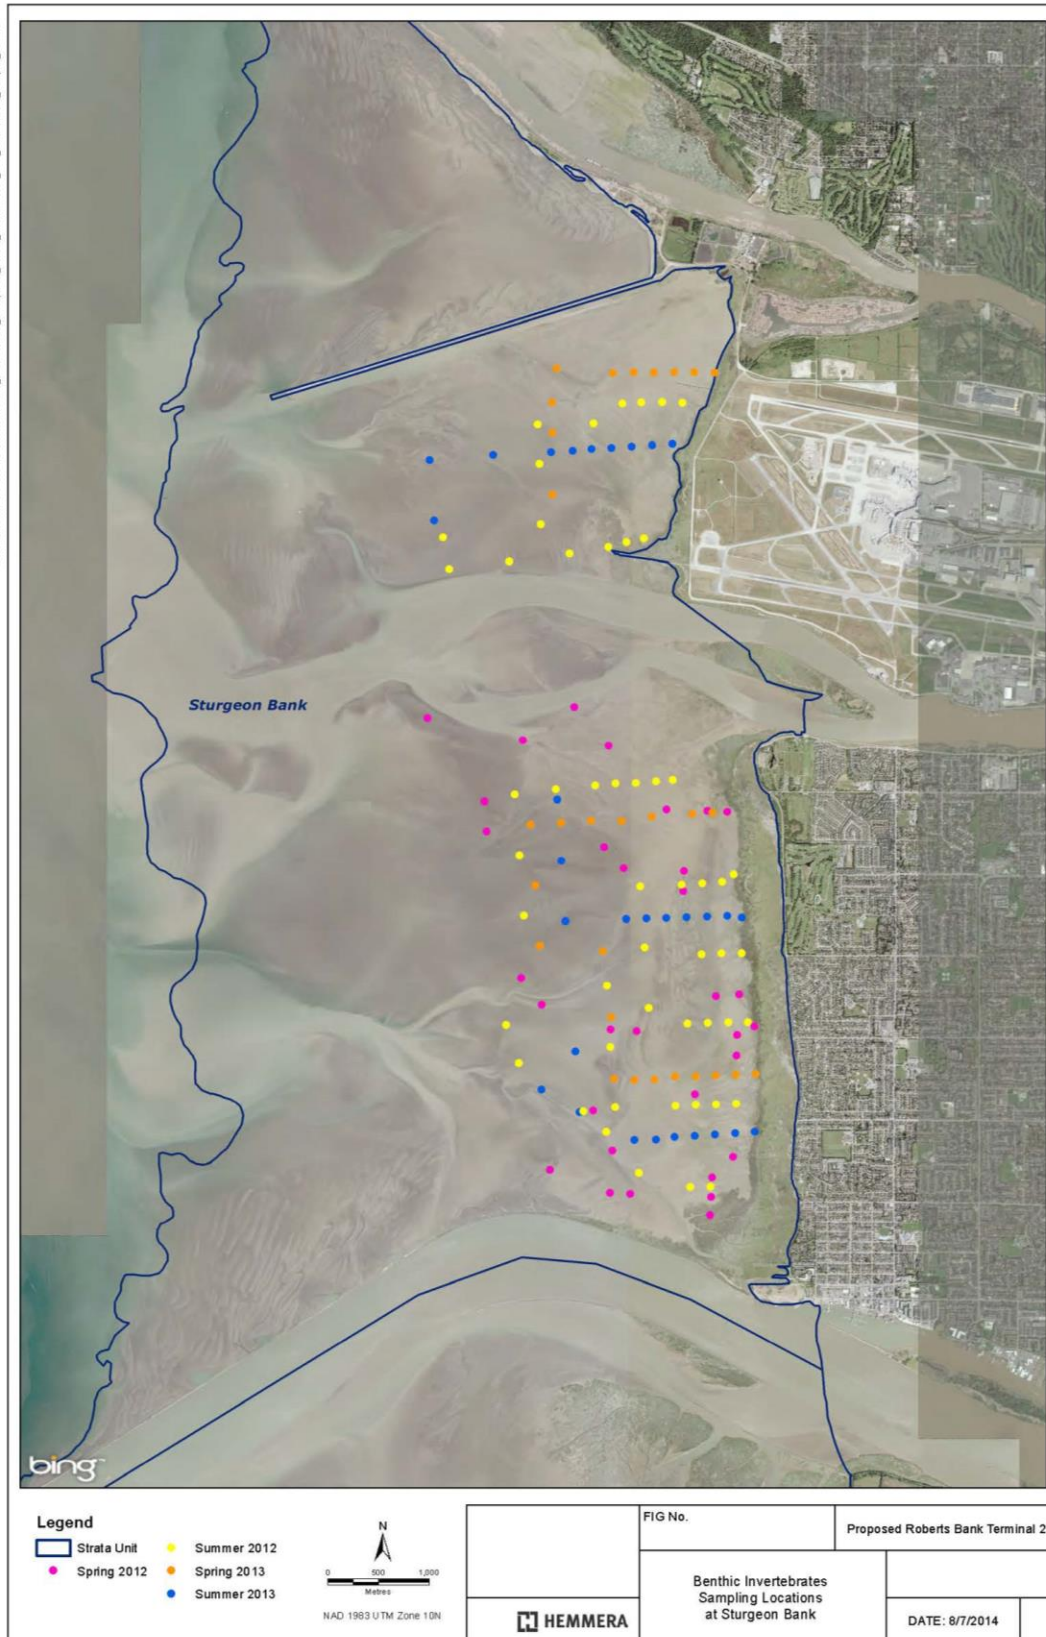 Sturgeon Bank
bing
Legend
Strata Unit
Spring 2012
Summer 2012
Spring 2013
Summer 2013
N
0 500 1,000
Metres
NAD 1983 UTM Zone 10N
HEMMERA
FIG No.
Proposed Roberts Bank Terminal 2
Benthic Invertebrates
Sampling Locations
at Sturgeon Bank
DATE: 8/7/2014